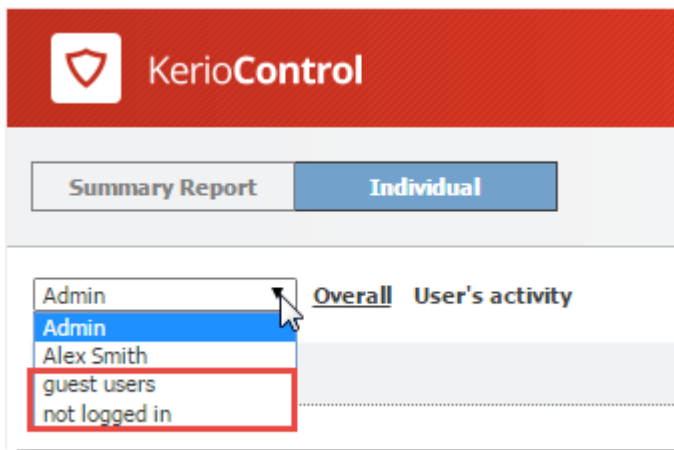 KerioControl
Summary Report Individual
Admin Overall User's activity
Admin
Alex Smith
guest users
not logged in